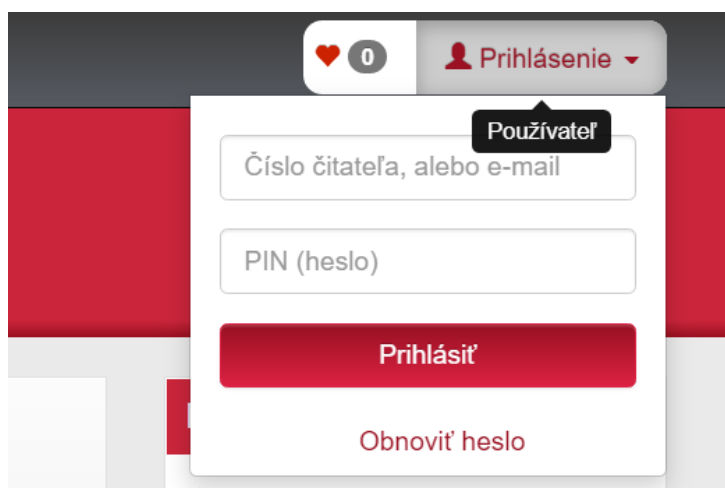 0 Prihlásenie
Používateľ
Číslo čitateľa, alebo e-mail
PIN (heslo)
Prihlásiť
Obnoviť heslo